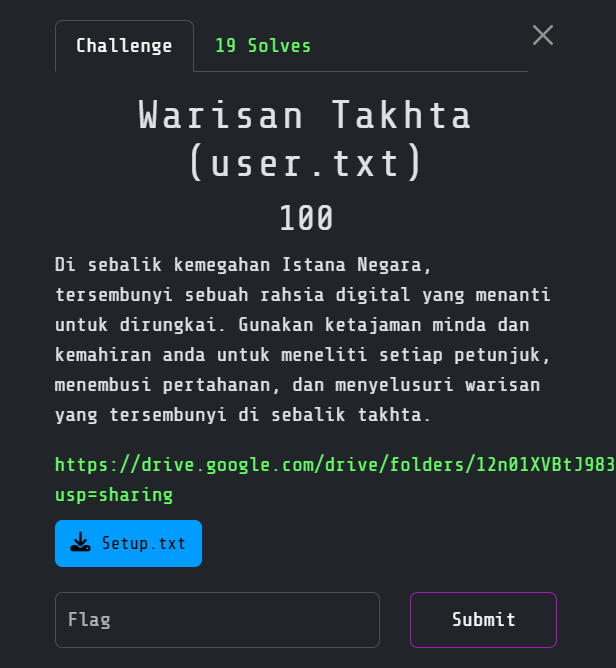 Challenge
19 Solves
Warisan Takhta
(user.txt)
100
Di sebalik kemegahan Istana Negara,
tersembunyi sebuah rahsia digital yang menanti
untuk dirungkai. Gunakan ketajaman minda dan
kemahiran anda untuk meneliti setiap petunjuk,
menembusi pertahanan, dan menyelusuri warisan
yang tersembunyi di sebalik takhta.
https://drive.google.com/drive/folders/12n01XVBtJ983
usp=sharing
Setup.txt
Flag
Submit